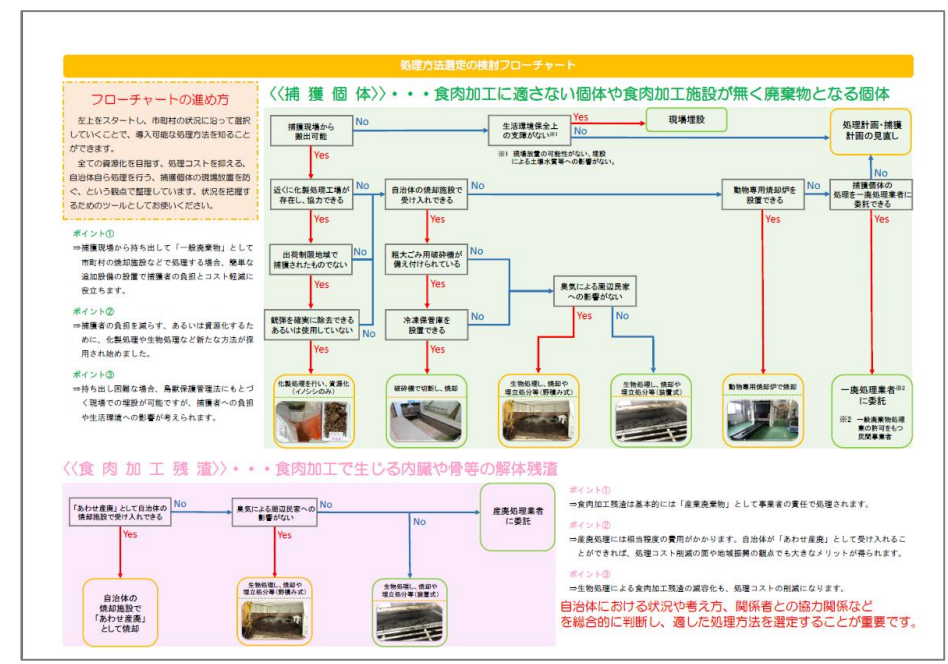 処理方法選定の検討フローチャート
フローチャートの進め方
左上をスタートし、市町村の状況に沿って選択
していくことで、導入可能な処理方法を知ること
ができます。
全ての資源化を目指す、処理コストを抑える、
自治体自ら処理を行う、捕獲個体の現場放置を防
ぐ、という観点で整理しています。状況を把握す
るためのツールとしてお使いください。
ポイント①
⇒捕獲現場から持ち出して「一般廃棄物」として
市町村の焼却施設などで処理する場合、簡単な
追加設備の設置で捕獲者の負担とコスト軽減に
役立ちます。
ポイント②
⇒捕獲者の負担を減らす、あるいは資源化するた
めに、化製処理や生物処理など新たな方法が採
用され始めました。
ポイント③
⇒持ち出し困難な場合、鳥獣保護管理法にもとづ
く現場での埋設が可能ですが、捕獲者への負担
や生活環境への影響が考えられます。
〈〈捕 獲 個 体〉〉・・・食肉加工に適さない個体や食肉加工施設が無く廃棄物となる個体
捕獲現場から
搬出可能
No
Yes
生活環境保全上
の支障がない※1
Yes
No
現場埋設
※1 現場放置の可能性がない、埋設
による土壌水質等への影響がない。
処理計画・捕獲
計画の見直し
No
近くに化製処理工場が
存在し、協力できる
No
Yes
自治体の焼却施設で
受け入れできる
No
Yes
動物専用焼却炉を
設置できる
No
Yes
捕獲個体の
処理を一廃処理業者に
委託できる
Yes
出荷制限地域で
捕獲されたものでない
No
Yes
粗大ごみ用破砕機が
備え付けられている
No
Yes
臭気による周辺民家
への影響がない
Yes
No
銃弾を確実に除去できる
あるいは使用していない
No
Yes
冷凍保管庫を
設置できる
No
Yes
化製処理を行い、資源化
(イノシシのみ)
破砕機で切断し、焼却
生物処理し、焼却や
埋立処分等(野積み式)
生物処理し、焼却や
埋立処分等(装置式)
動物専用焼却炉で焼却
一廃処理業者※2
に委託
※2 一般廃棄物処理
業の許可をもつ
民間事業者
〈〈食 肉 加 工 残 渣〉〉・・・食肉加工で生じる内臓や骨等の解体残渣
「あわせ産廃」として自治体の
焼却施設で受け入れできる
No
Yes
臭気による周辺民家への
影響がない
No
Yes
No
産廃処理業者
に委託
自治体の
焼却施設で
「あわせ産廃」
として焼却
生物処理し、焼却や
埋立処分等(野積み式)
生物処理し、焼却や
埋立処分等(装置式)
ポイント①
⇒食肉加工残渣は基本的には「産業廃棄物」として事業者の責任で処理されます。
ポイント②
⇒産廃処理には相当程度の費用がかかります。自治体が「あわせ産廃」として受け入れるこ
とができれば、処理コスト削減の面や地域振興の観点でも大きなメリットが得られます。
ポイント③
⇒生物処理による食肉加工残渣の減容化も、処理コストの削減になります。
自治体における状況や考え方、関係者との協力関係など
を総合的に判断し、適した処理方法を選定することが重要です。